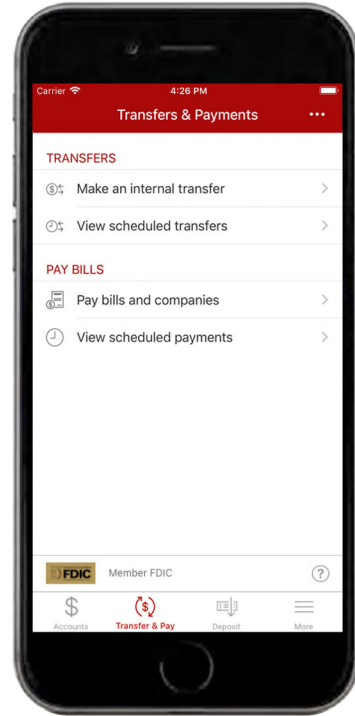 Carrier 4:26 PM
Transfers & Payments
TRANSFERS
Make an internal transfer
View scheduled transfers
PAY BILLS
Pay bills and companies
View scheduled payments
FDIC Member FDIC ?
Accounts Transfer & Pay Deposit More